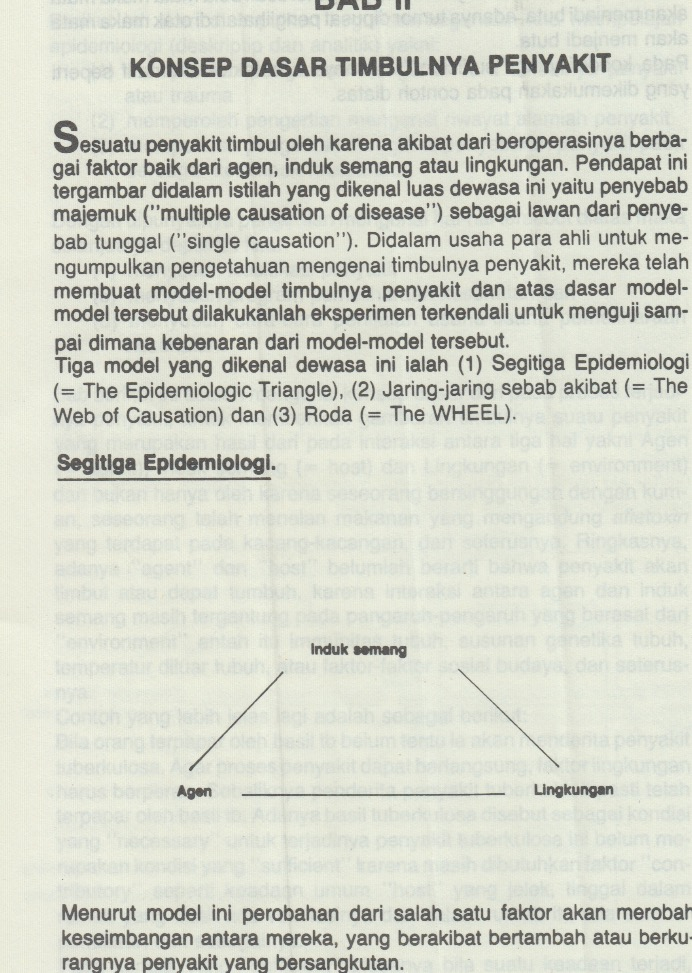 BAB II
KONSEP DASAR TIMBULNYA PENYAKIT
Sesuatu penyakit timbul oleh karena akibat dari beroperasinya berba-
gai faktor baik dari agen, induk semang atau lingkungan. Pendapat ini
tergambar didalam istilah yang dikenal luas dewasa ini yaitu penyebab
majemuk (''multiple causation of disease'') sebagai lawan dari penye-
bab tunggal (''single causation''). Didalam usaha para ahli untuk me-
ngumpulkan pengetahuan mengenai timbulnya penyakit, mereka telah
membuat model-model timbulnya penyakit dan atas dasar model-
model tersebut dilakukanlah eksperimen terkendali untuk menguji sam-
pai dimana kebenaran dari model-model tersebut.
Tiga model yang dikenal dewasa ini ialah (1) Segitiga Epidemiologi
(= The Epidemiologic Triangle), (2) Jaring-jaring sebab akibat (= The
Web of Causation) dan (3) Roda (= The WHEEL).
Segitiga Epidemiologi.
Induk semang
Agen
Lingkungan
Menurut model ini perobahan dari salah satu faktor akan merobah
keseimbangan antara mereka, yang berakibat bertambah atau berku-
rangnya penyakit yang bersangkutan.